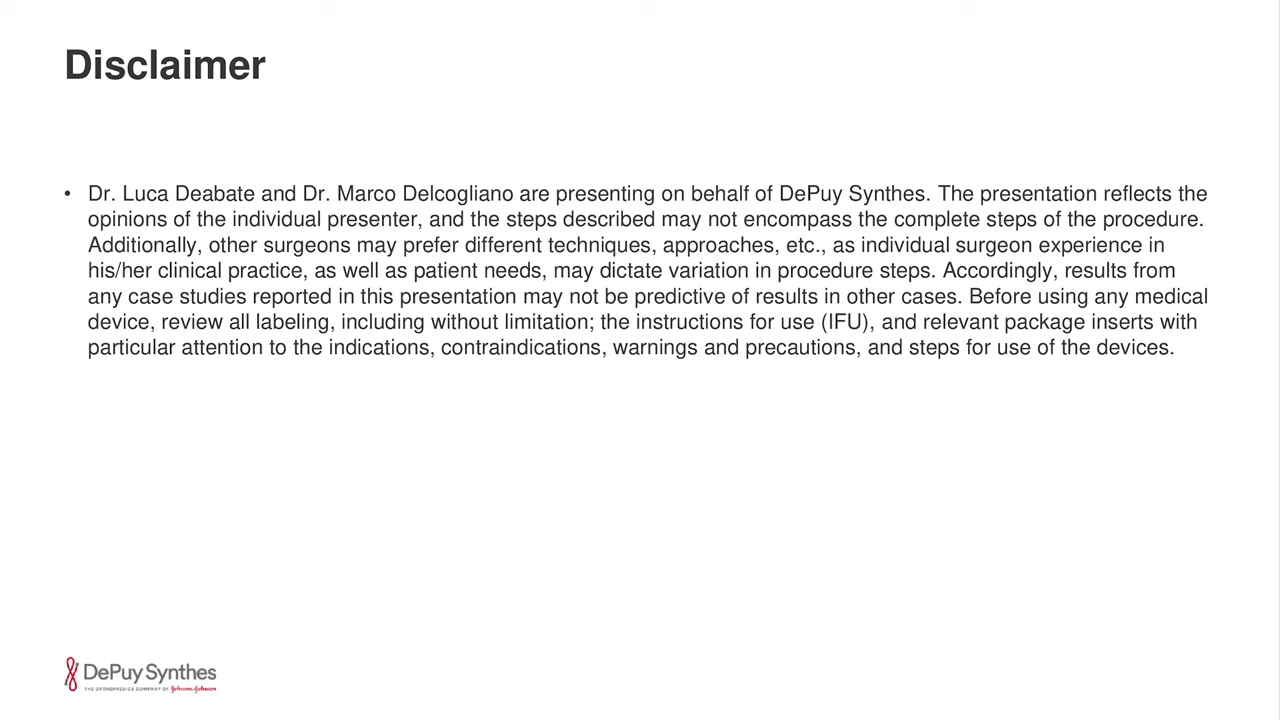 Disclaimer
• Dr. Luca Deabate and Dr. Marco Delcogliano are presenting on behalf of DePuy Synthes. The presentation reflects the
opinions of the individual presenter, and the steps described may not encompass the complete steps of the procedure.
Additionally, other surgeons may prefer different techniques, approaches, etc., as individual surgeon experience in
his/her clinical practice, as well as patient needs, may dictate variation in procedure steps. Accordingly, results from
any case studies reported in this presentation may not be predictive of results in other cases. Before using any medical
device, review all labeling, including without limitation; the instructions for use (IFU), and relevant package inserts with
particular attention to the indications, contraindications, warnings and precautions, and steps for use of the devices.
DePuy Synthes
THE ORTHOPAEDICS COMPANY OF Johnson & Johnson